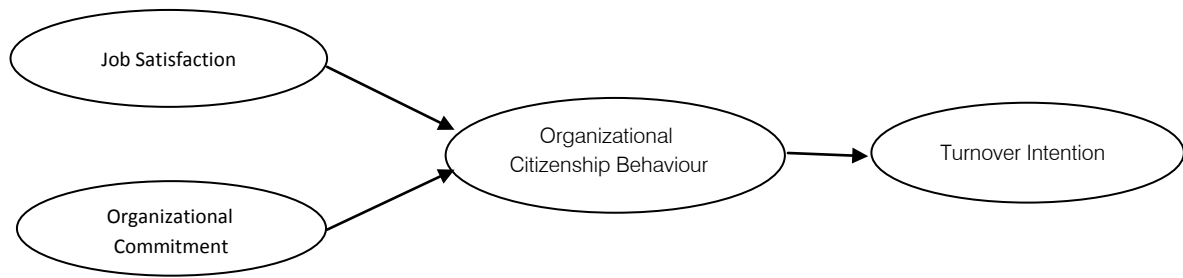 Job Satisfaction
Organizational
Commitment
Organizational
Citizenship Behaviour
Turnover Intention